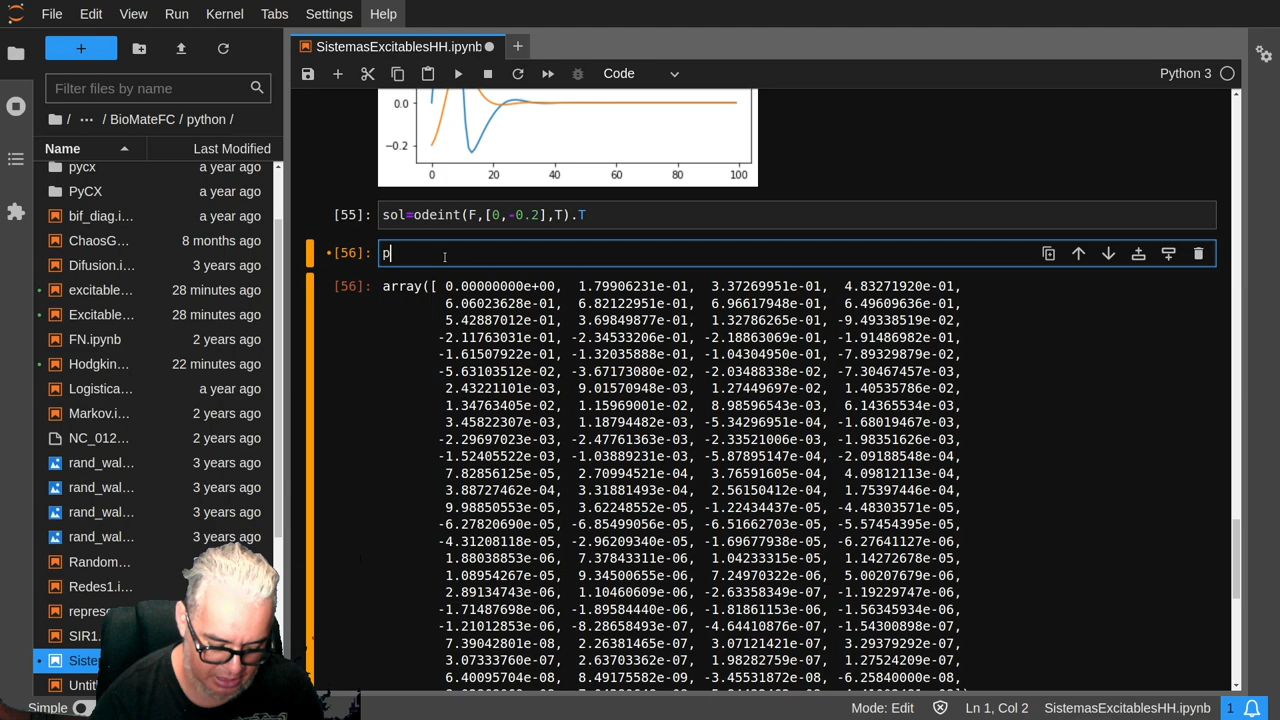 File Edit View Run Kernel Tabs Settings Help
SistemasExcitablesHH.ipynb
Filter files by name
Code
Python 3
/ ... / BioMateFC / python /
Name Last Modified
pycx a year ago
PyCX a year ago
bif_diag.i... a year ago
ChaosG... 8 months ago
Difusion.i... 3 years ago
excitable... 28 minutes ago
Excitable... 28 minutes ago
FN.ipynb 2 years ago
Hodgkin... 22 minutes ago
Logistica... a year ago
Markov.i... 2 years ago
NC_012... 2 years ago
rand_wal... 3 years ago
rand_wal... 3 years ago
rand_wal... 3 years ago
rand_wal... 3 years ago
Random...
Redes1.i...
SIR1.
Siste
0.0
−0.2
0 20 40 60 80 100
[55]: sol=odeint(F,[0,-0.2],T).T
[56]: p
[56]: array([ 0.00000000e+00, 1.79906231e-01, 3.37269951e-01, 4.83271920e-01,
6.06023628e-01, 6.82122951e-01, 6.96617948e-01, 6.49609636e-01,
5.42887012e-01, 3.69849877e-01, 1.32786265e-01, -9.49338519e-02,
-2.11763031e-01, -2.34533206e-01, -2.18863069e-01, -1.91486982e-01,
-1.61507922e-01, -1.32035888e-01, -1.04304950e-01, -7.89329879e-02,
-5.63103512e-02, -3.67173080e-02, -2.03488338e-02, -7.30467457e-03,
2.43221101e-03, 9.01570948e-03, 1.27449697e-02, 1.40535786e-02,
1.34763405e-02, 1.15969001e-02, 8.98596543e-03, 6.14365534e-03,
3.45822307e-03, 1.18794482e-03, -5.34296951e-04, -1.68019467e-03,
-2.29697023e-03, -2.47761363e-03, -2.33521006e-03, -1.98351626e-03,
-1.52405522e-03, -1.03889231e-03, -5.87895147e-04, -2.09188548e-04,
7.82856125e-05, 2.70994521e-04, 3.76591605e-04, 4.09812113e-04,
3.88727462e-04, 3.31881493e-04, 2.56150412e-04, 1.75397446e-04,
9.98850553e-05, 3.62248552e-05, -1.22434437e-05, -4.48303571e-05,
-6.27820690e-05, -6.85499056e-05, -6.51662703e-05, -5.57454395e-05,
-4.31208118e-05, -2.96209340e-05, -1.69677938e-05, -6.27641127e-06,
1.88038853e-06, 7.37843311e-06, 1.04233315e-05, 1.14272678e-05,
1.08954267e-05, 9.34500655e-06, 7.24970322e-06, 5.00207679e-06,
2.89134743e-06, 1.10460609e-06, -2.63358349e-07, -1.19229747e-06,
-1.71487698e-06, -1.89584440e-06, -1.81016153e-06, -1.56345934e-06,
-1.21012853e-06, -8.28658493e-07, -4.64410876e-07, -1.54300898e-07,
7.39042801e-08, 2.26381465e-07, 3.07121421e-07, 3.29379292e-07,
3.07333760e-07, 2.63703362e-07, 1.98282759e-07, 1.27524209e-07,
6.40095704e-08, 8.49175582e-09, -3.45531872e-08, -6.25840000e-08,
Simple
Mode: Edit Ln 1, Col 2 SistemasExcitablesHH.ipynb 1